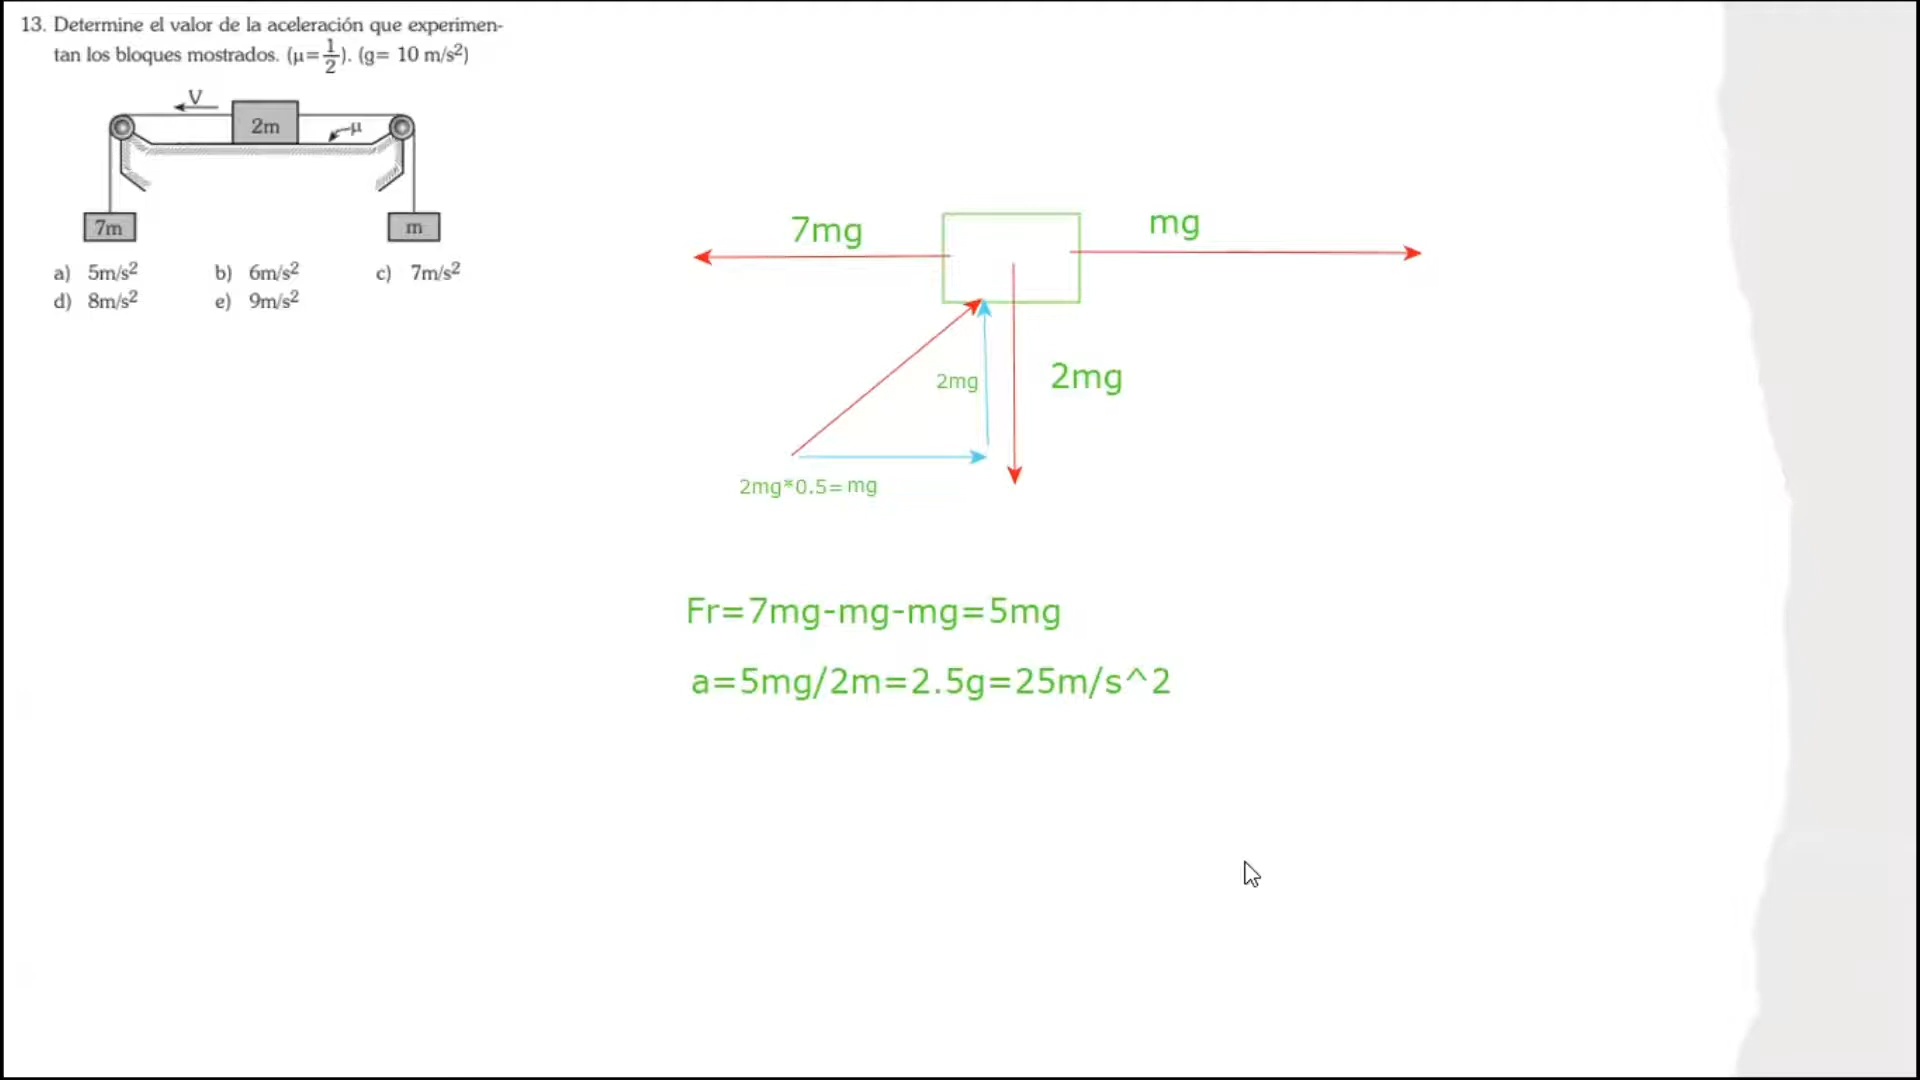 13. Determine el valor de la aceleración que experimen-
tan los bloques mostrados. (μ=1/2). (g= 10 m/s²)
V
2m
μ
7m
m
a) 5m/s² b) 6m/s² c) 7m/s²
d) 8m/s² e) 9m/s²
7mg
mg
2mg
2mg
2mg*0.5= mg
Fr=7mg-mg-mg=5mg
a=5mg/2m=2.5g=25m/s^2